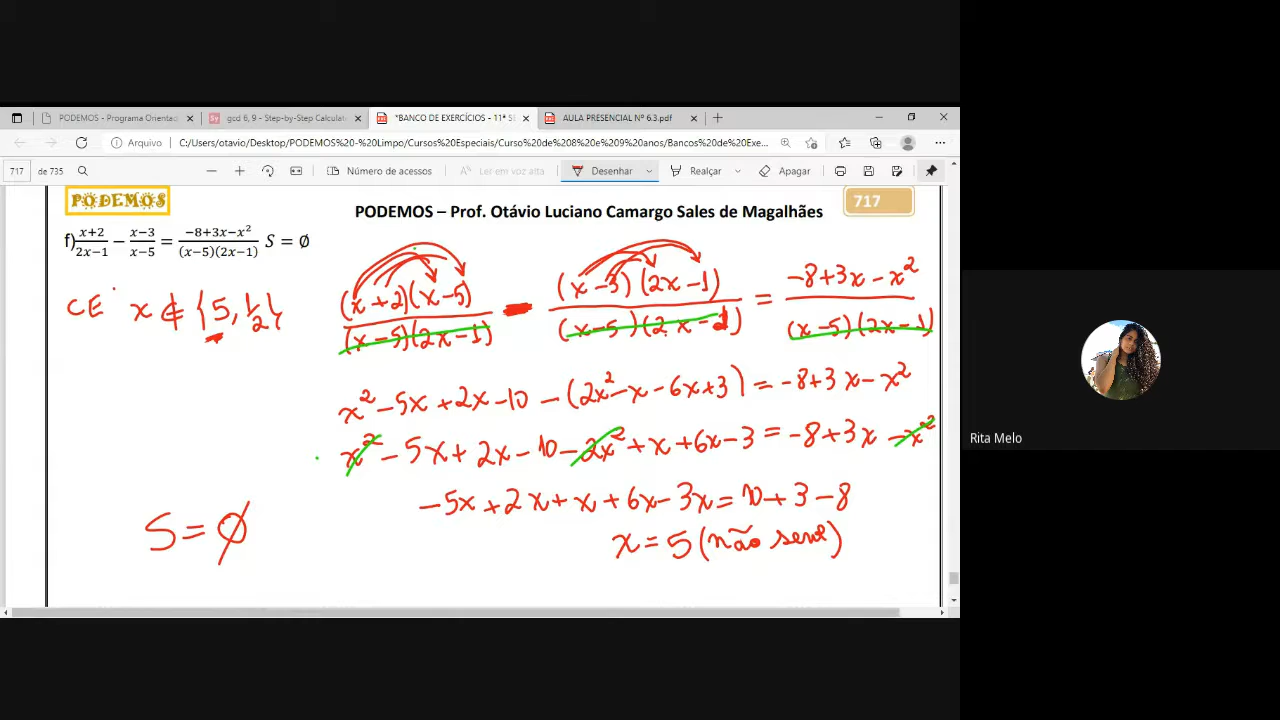 PODEMOS - Programa Orientac
gcd 6, 9 - Step-by-Step Calculat
*BANCO DE EXERCÍCIOS - 11ª SE
AULA PRESENCIAL Nº 6.3.pdf
Arquivo
C:/Users/otavio/Desktop/PODEMOS%20-%20Limpo/Cursos%20Especiais/Curso%20de%208%20e%209%20anos/Bancos%20de%20Exe...
717 de 735
Número de acessos
Ler em voz alta
Desenhar
Realçar
Apagar
PODEMOS
PODEMOS – Prof. Otávio Luciano Camargo Sales de Magalhães
717
f) (x+2)/(2x−1) − (x−3)/(x−5) = (−8+3x−x²)/((x−5)(2x−1)) S = ∅
CE x ∉ {5, 1/2}
(x+2)(x−5)/((x−5)(2x−1)) − (x−3)(2x−1)/((x−5)(2x−1)) = (−8+3x−x²)/((x−5)(2x−1))
x²−5x+2x−10−(2x²−x−6x+3) = −8+3x−x²
x²−5x+2x−10−2x²+x+6x−3 = −8+3x−x²
−5x+2x+x+6x−3x = 10+3−8
x = 5 (não serve)
S = ∅
Rita Melo